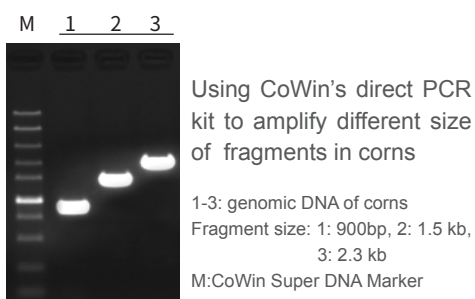 M 1 2 3
Using CoWin's direct PCR
kit to amplify different size
of fragments in corns
1-3: genomic DNA of corns
Fragment size: 1: 900bp, 2: 1.5 kb,
3: 2.3 kb
M:CoWin Super DNA Marker